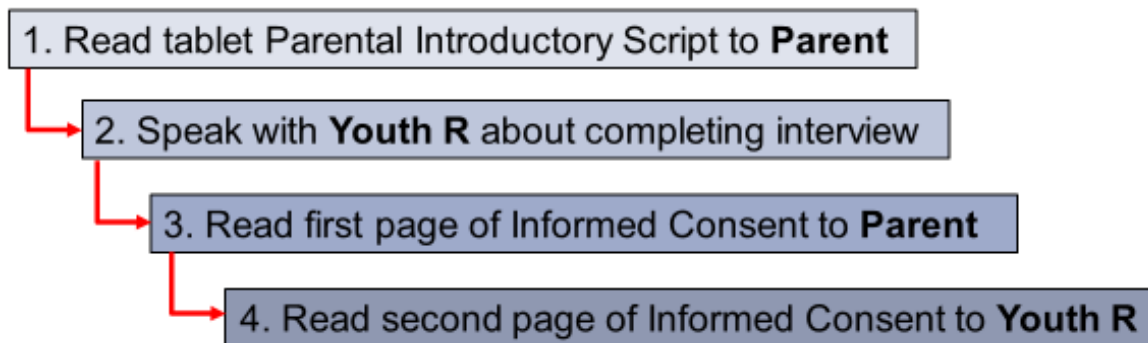 1. Read tablet Parental Introductory Script to Parent
2. Speak with Youth R about completing interview
3. Read first page of Informed Consent to Parent
4. Read second page of Informed Consent to Youth R